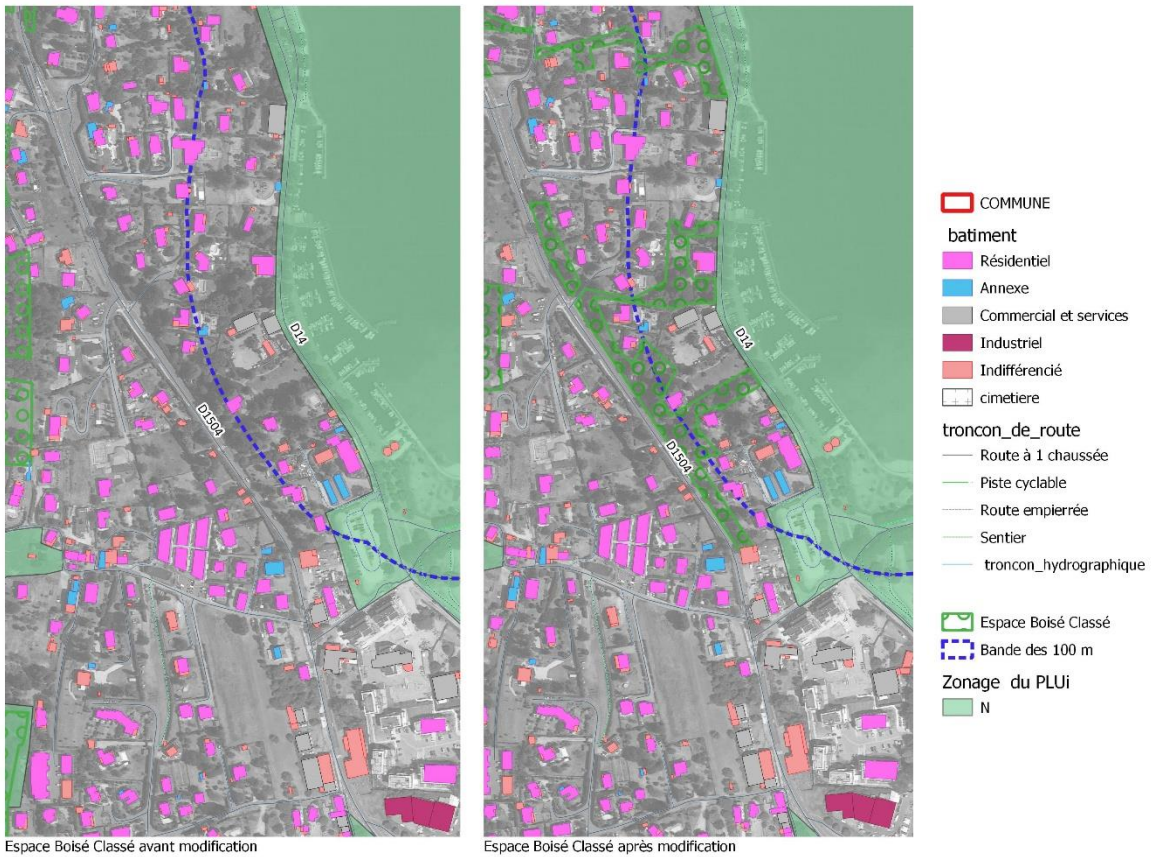 D14
D1504
Espace Boisé Classé avant modification
D14
D1504
Espace Boisé Classé après modification
COMMUNE
batiment
Résidentiel
Annexe
Commercial et services
Industriel
Indifférencié
cimetiere
troncon_de_route
Route à 1 chaussée
Piste cyclable
Route empierrée
Sentier
troncon_hydrographique
Espace Boisé Classé
Bande des 100 m
Zonage du PLUi
N